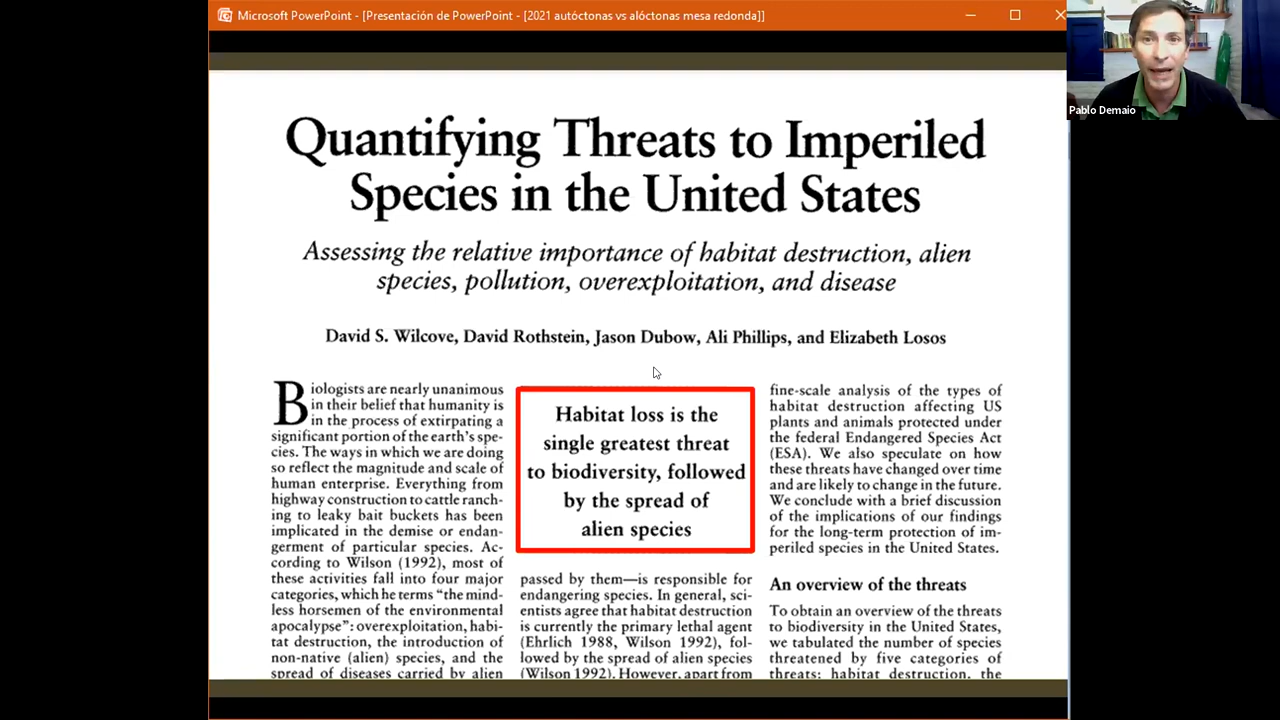 Microsoft PowerPoint - [Presentación de PowerPoint - [2021 autóctonas vs alóctonas mesa redonda]]
Pablo Demaio
Quantifying Threats to Imperiled
Species in the United States
Assessing the relative importance of habitat destruction, alien
species, pollution, overexploitation, and disease
David S. Wilcove, David Rothstein, Jason Dubow, Ali Phillips, and Elizabeth Losos
Biologists are nearly unanimous
in their belief that humanity is
in the process of extirpating a
significant portion of the earth's spe-
cies. The ways in which we are doing
so reflect the magnitude and scale of
human enterprise. Everything from
highway construction to cattle ranch-
ing to leaky bait buckets has been
implicated in the demise or endan-
germent of particular species. Ac-
cording to Wilson (1992), most of
these activities fall into four major
categories, which he terms “the mind-
less horsemen of the environmental
apocalypse”: overexploitation, habi-
tat destruction, the introduction of
non-native (alien) species, and the
spread of diseases carried by alien
Habitat loss is the
single greatest threat
to biodiversity, followed
by the spread of
alien species
passed by them—is responsible for
endangering species. In general, sci-
entists agree that habitat destruction
is currently the primary lethal agent
(Ehrlich 1988, Wilson 1992), fol-
lowed by the spread of alien species
(Wilson 1992). However, apart from
fine-scale analysis of the types of
habitat destruction affecting US
plants and animals protected under
the federal Endangered Species Act
(ESA). We also speculate on how
these threats have changed over time
and are likely to change in the future.
We conclude with a brief discussion
of the implications of our findings
for the long-term protection of im-
periled species in the United States.
An overview of the threats
To obtain an overview of the threats
to biodiversity in the United States,
we tabulated the number of species
threatened by five categories of
threats: habitat destruction, the